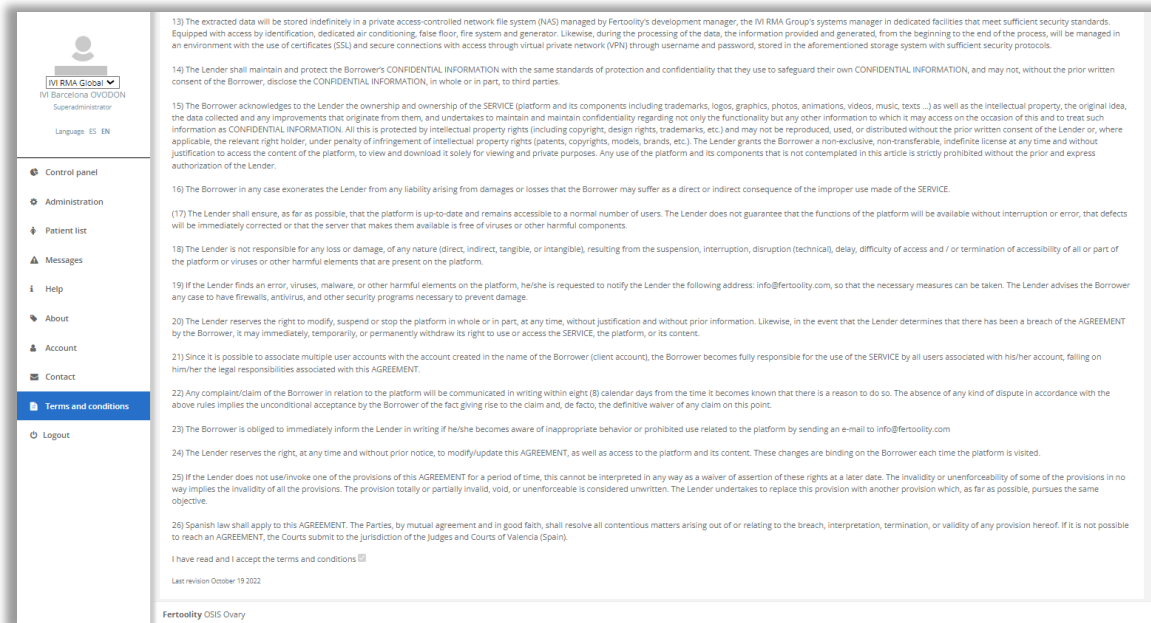 IVI RMA Global
IVI Barcelona OVODON
Superadministrator
Language ES EN
Control panel
Administration
Patient list
Messages
Help
About
Account
Contact
Terms and conditions
Logout
13) The extracted data will be stored indefinitely in a private access-controlled network file system (NAS) managed by Fertoolity's development manager, the IVI RMA Group's systems manager in dedicated facilities that meet sufficient security standards.
Equipped with access by identification, dedicated air conditioning, false floor, fire system and generator. Likewise, during the processing of the data, the information provided and generated, from the beginning to the end of the process, will be managed in
an environment with the use of certificates (SSL) and secure connections with access through virtual private network (VPN) through username and password, stored in the aforementioned storage system with sufficient security protocols.
14) The Lender shall maintain and protect the Borrower's CONFIDENTIAL INFORMATION with the same standards of protection and confidentiality that they use to safeguard their own CONFIDENTIAL INFORMATION, and may not, without the prior written
consent of the Borrower, disclose the CONFIDENTIAL INFORMATION, in whole or in part, to third parties.
15) The Borrower acknowledges to the Lender the ownership and ownership of the SERVICE (platform and its components including trademarks, logos, graphics, photos, animations, videos, music, texts ...) as well as the intellectual property, the original idea,
the data collected and any improvements that originate from them, and undertakes to maintain and maintain confidentiality regarding not only the functionality but any other information to which it may access on the occasion of this and to treat such
information as CONFIDENTIAL INFORMATION. All this is protected by intellectual property rights (including copyright, design rights, trademarks, etc.) and may not be reproduced, used, or distributed without the prior written consent of the Lender or, where
applicable, the relevant right holder, under penalty of infringement of intellectual property rights (patents, copyrights, models, brands, etc.). The Lender grants the Borrower a non-exclusive, non-transferable, indefinite license at any time and without
justification to access the content of the platform, to view and download it solely for viewing and private purposes. Any use of the platform and its components that is not contemplated in this article is strictly prohibited without the prior and express
authorization of the Lender.
16) The Borrower in any case exonerates the Lender from any liability arising from damages or losses that the Borrower may suffer as a direct or indirect consequence of the improper use made of the SERVICE.
(17) The Lender shall ensure, as far as possible, that the platform is up-to-date and remains accessible to a normal number of users. The Lender does not guarantee that the functions of the platform will be available without interruption or error, that defects
will be immediately corrected or that the server that makes them available is free of viruses or other harmful components.
18) The Lender is not responsible for any loss or damage, of any nature (direct, indirect, tangible, or intangible), resulting from the suspension, interruption, disruption (technical), delay, difficulty of access and / or termination of accessibility of all or part of
the platform or viruses or other harmful elements that are present on the platform.
19) If the Lender finds an error, viruses, malware, or other harmful elements on the platform, he/she is requested to notify the Lender the following address: info@fertoolity.com, so that the necessary measures can be taken. The Lender advises the Borrower
any case to have firewalls, antivirus, and other security programs necessary to prevent damage.
20) The Lender reserves the right to modify, suspend or stop the platform in whole or in part, at any time, without justification and without prior information. Likewise, in the event that the Lender determines that there has been a breach of the AGREEMENT
by the Borrower, it may immediately, temporarily, or permanently withdraw its right to use or access the SERVICE, the platform, or its content.
21) Since it is possible to associate multiple user accounts with the account created in the name of the Borrower (client account), the Borrower becomes fully responsible for the use of the SERVICE by all users associated with his/her account, falling on
him/her the legal responsibilities associated with this AGREEMENT.
22) Any complaint/claim of the Borrower in relation to the platform will be communicated in writing within eight (8) calendar days from the time it becomes known that there is a reason to do so. The absence of any kind of dispute in accordance with the
above rules implies the unconditional acceptance by the Borrower of the fact giving rise to the claim and, de facto, the definitive waiver of any claim on this point.
23) The Borrower is obliged to immediately inform the Lender in writing if he/she becomes aware of inappropriate behavior or prohibited use related to the platform by sending an e-mail to info@fertoolity.com
24) The Lender reserves the right, at any time and without prior notice, to modify/update this AGREEMENT, as well as access to the platform and its content. These changes are binding on the Borrower each time the platform is visited.
25) If the Lender does not use/invoke one of the provisions of this AGREEMENT for a period of time, this cannot be interpreted in any way as a waiver of assertion of these rights at a later date. The invalidity or unenforceability of some of the provisions in no
way implies the invalidity of all the provisions. The provision totally or partially invalid, void, or unenforceable is considered unwritten. The Lender undertakes to replace this provision with another provision which, as far as possible, pursues the same
objective.
26) Spanish law shall apply to this AGREEMENT. The Parties, by mutual agreement and in good faith, shall resolve all contentious matters arising out of or relating to the breach, interpretation, termination, or validity of any provision hereof. If it is not possible
to reach an AGREEMENT, the Courts submit to the jurisdiction of the Judges and Courts of Valencia (Spain).
I have read and I accept the terms and conditions
Last revision October 19 2022
Fertoolity OSIS Ovary